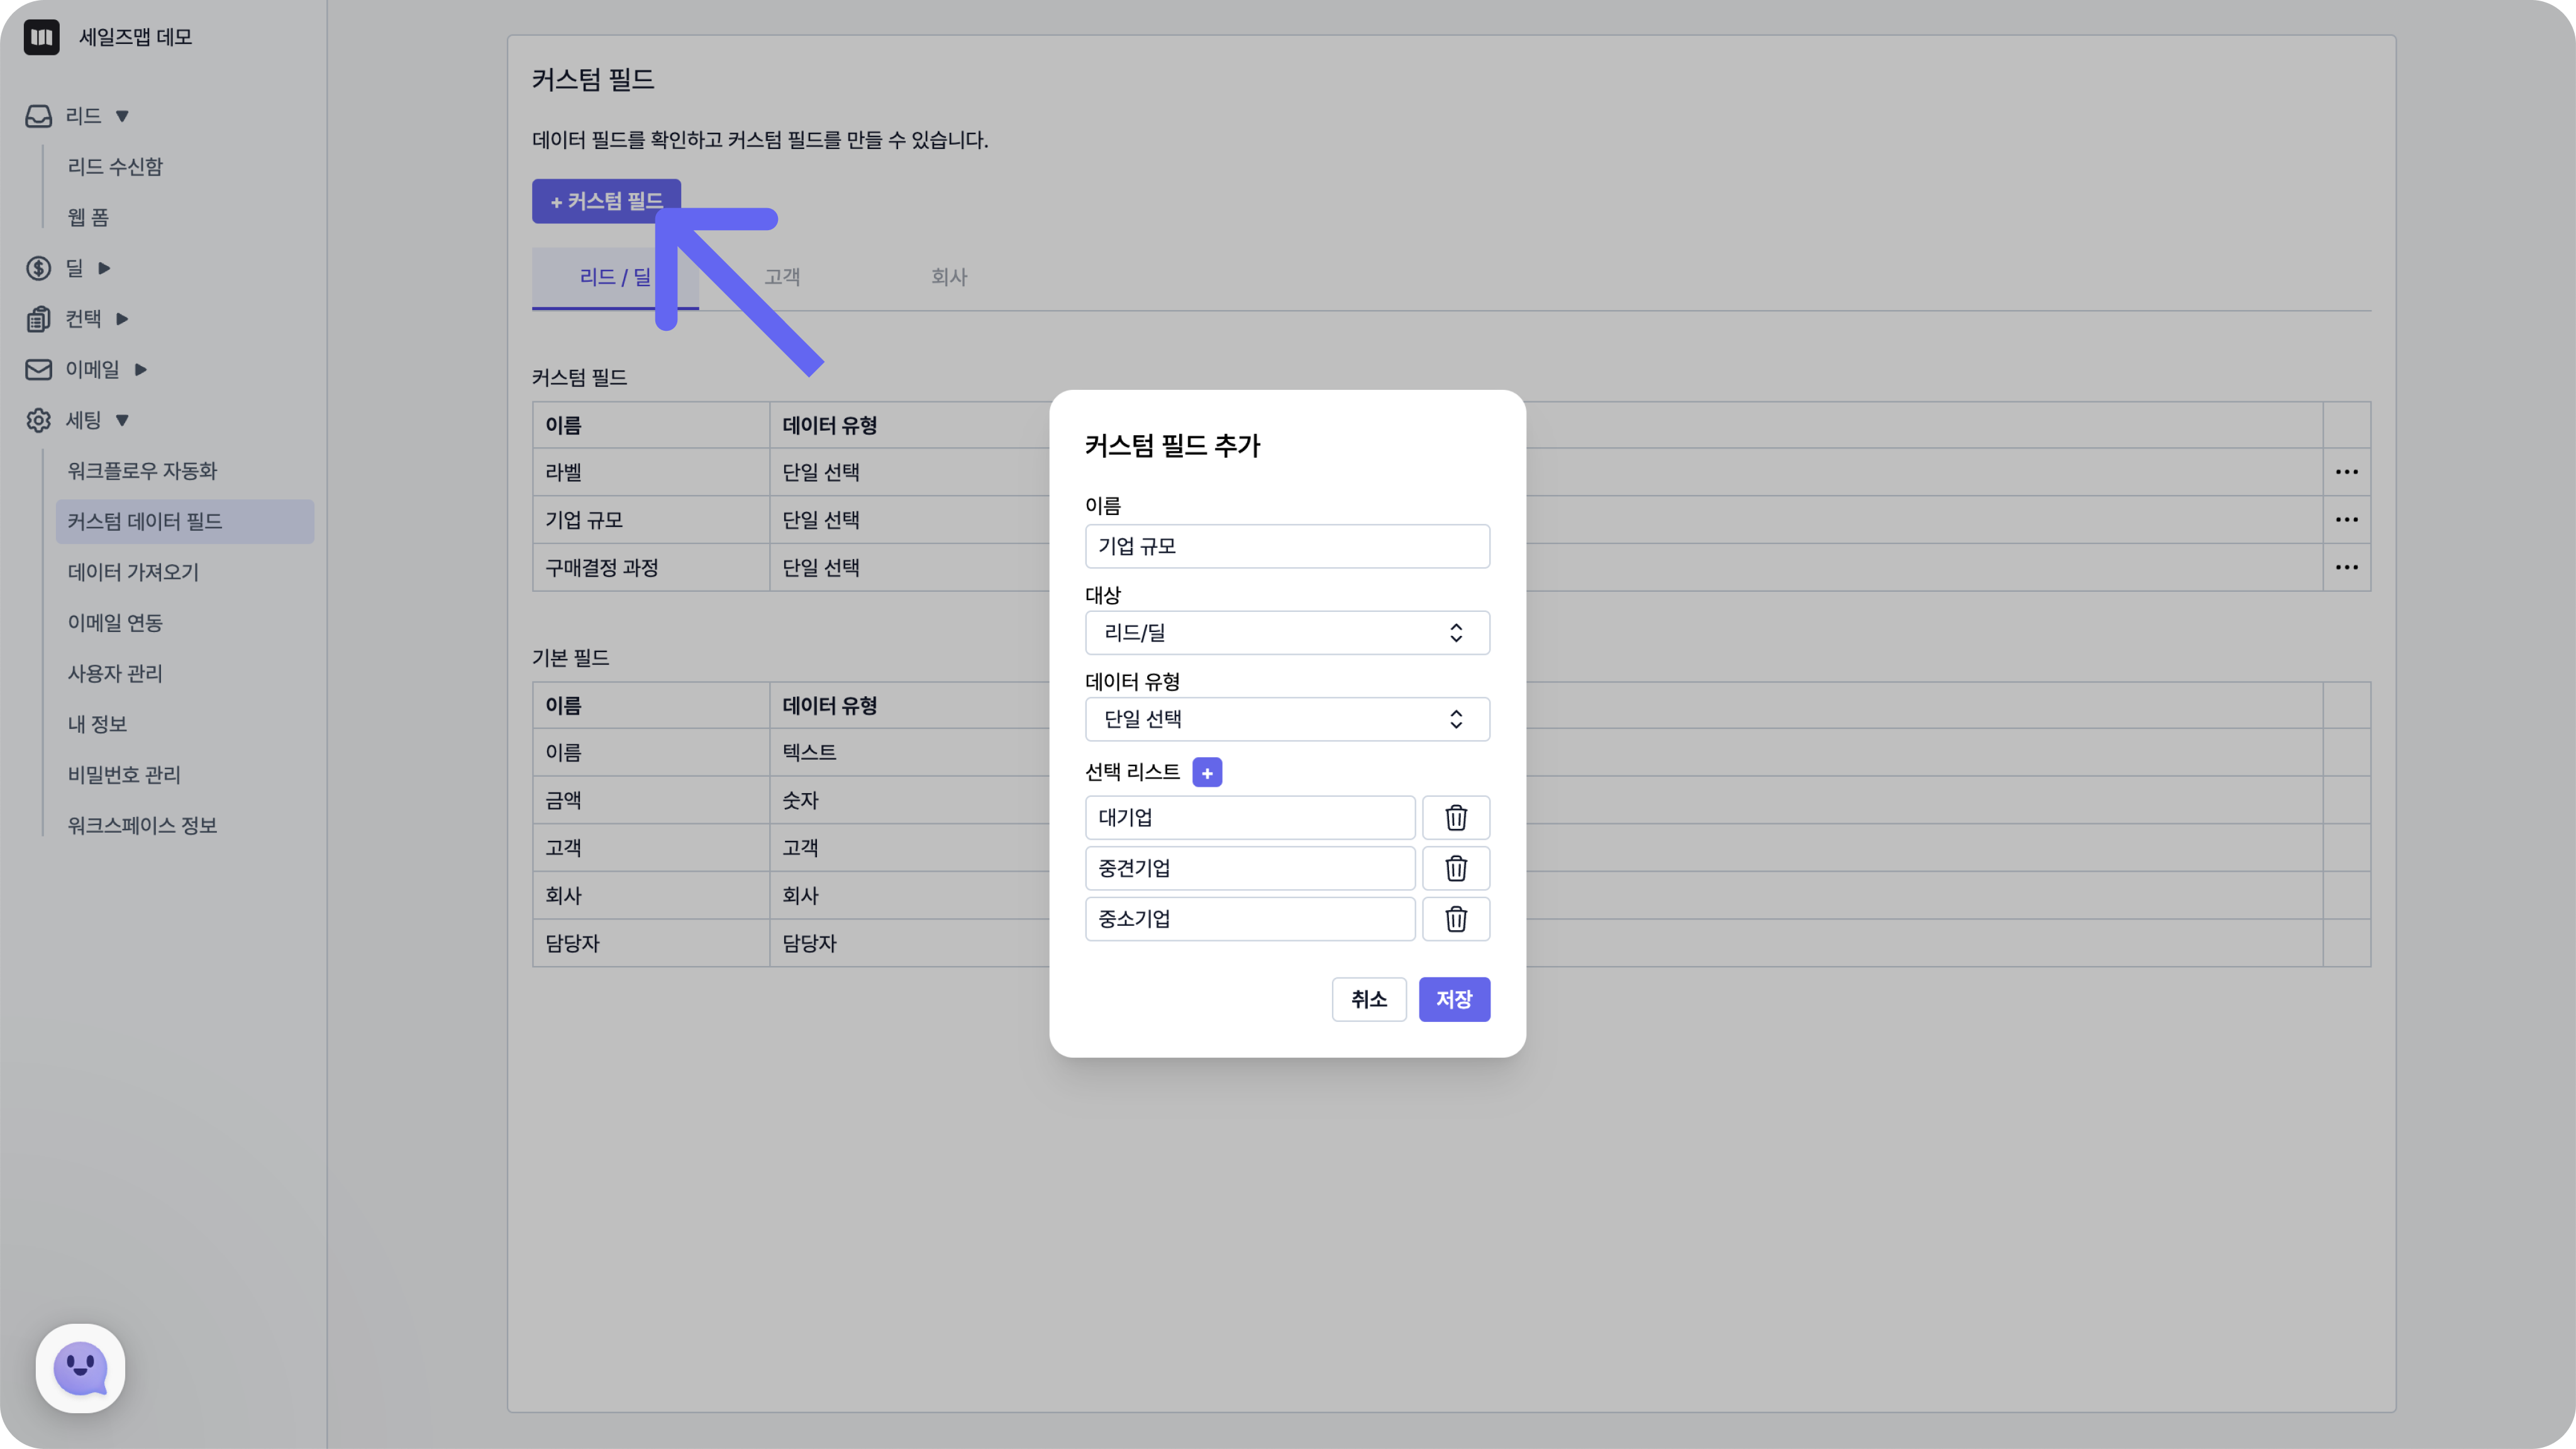 세일즈맵 데모
리드
리드 수신함
웹 폼
딜
컨택
이메일
세팅
워크플로우 자동화
커스텀 데이터 필드
데이터 가져오기
이메일 연동
사용자 관리
내 정보
비밀번호 관리
워크스페이스 정보
커스텀 필드
데이터 필드를 확인하고 커스텀 필드를 만들 수 있습니다.
+ 커스텀 필드
리드 / 딜 고객 회사
커스텀 필드
이름 데이터 유형
라벨 단일 선택
기업 규모 단일 선택
구매결정 과정 단일 선택
기본 필드
이름 데이터 유형
이름 텍스트
금액 숫자
고객 고객
회사 회사
담당자 담당자
커스텀 필드 추가
이름
기업 규모
대상
리드/딜
데이터 유형
단일 선택
선택 리스트 +
대기업
중견기업
중소기업
취소 저장